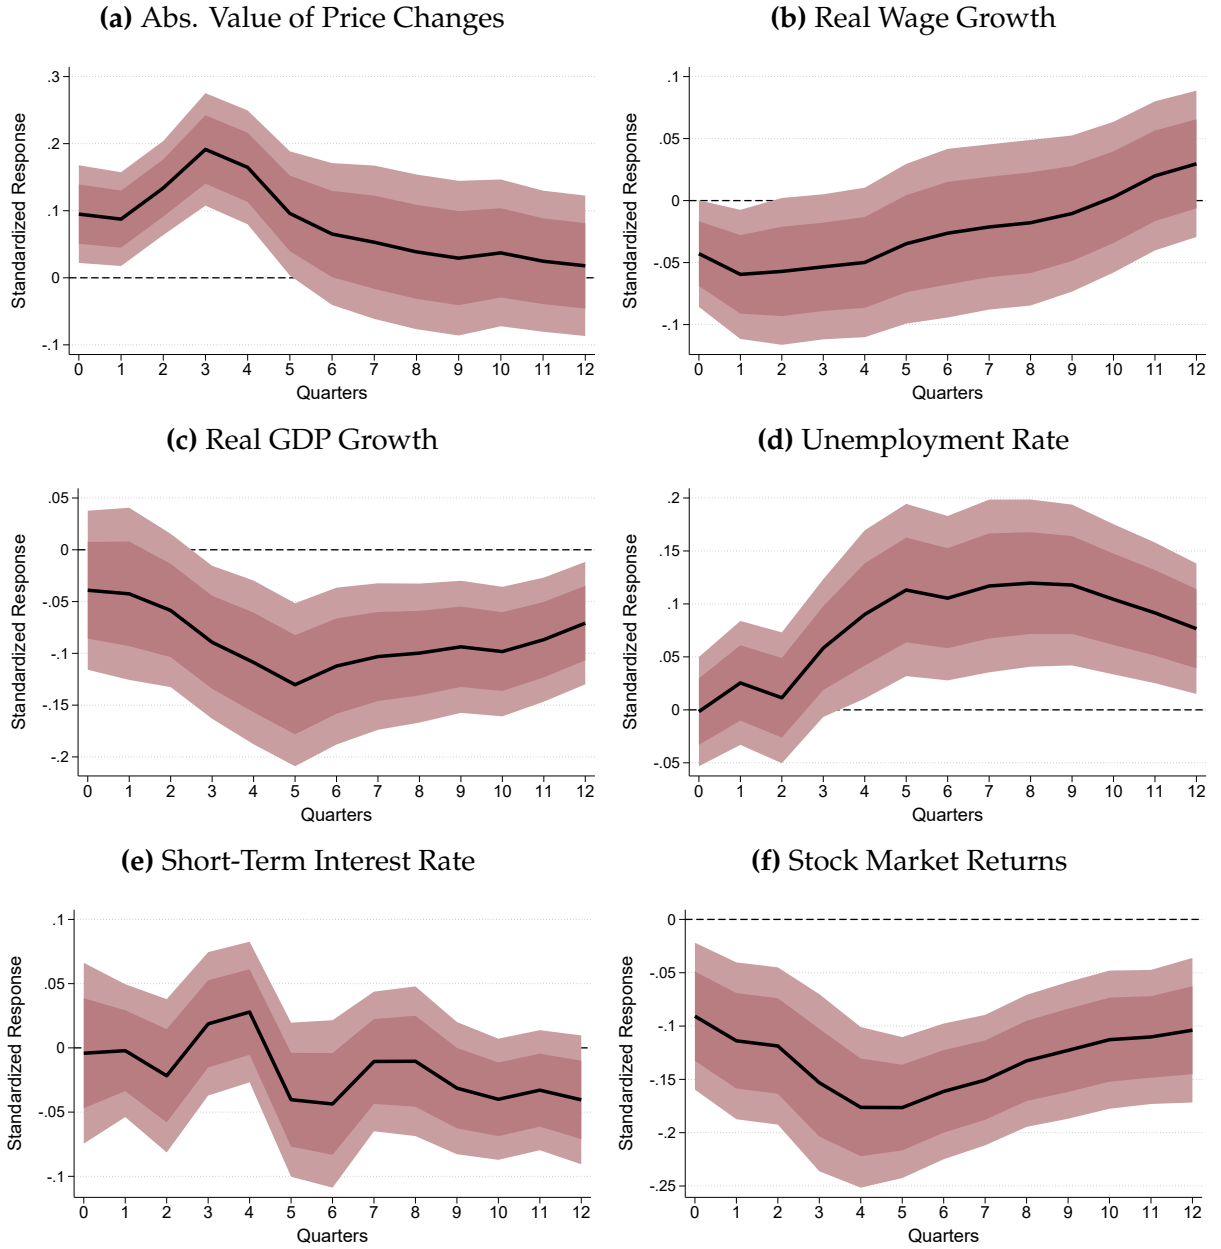 (a) Abs. Value of Price Changes
Standardized Response
.3
.2
.1
0
-.1
0 1 2 3 4 5 6 7 8 9 10 11 12
Quarters
(b) Real Wage Growth
Standardized Response
.1
.05
0
-.05
-.1
0 1 2 3 4 5 6 7 8 9 10 11 12
Quarters
(c) Real GDP Growth
Standardized Response
.05
0
-.05
-.1
-.15
-.2
0 1 2 3 4 5 6 7 8 9 10 11 12
Quarters
(d) Unemployment Rate
Standardized Response
.2
.15
.1
.05
0
-.05
0 1 2 3 4 5 6 7 8 9 10 11 12
Quarters
(e) Short-Term Interest Rate
Standardized Response
.1
.05
0
-.05
-.1
0 1 2 3 4 5 6 7 8 9 10 11 12
Quarters
(f) Stock Market Returns
Standardized Response
0
-.05
-.1
-.15
-.2
-.25
0 1 2 3 4 5 6 7 8 9 10 11 12
Quarters